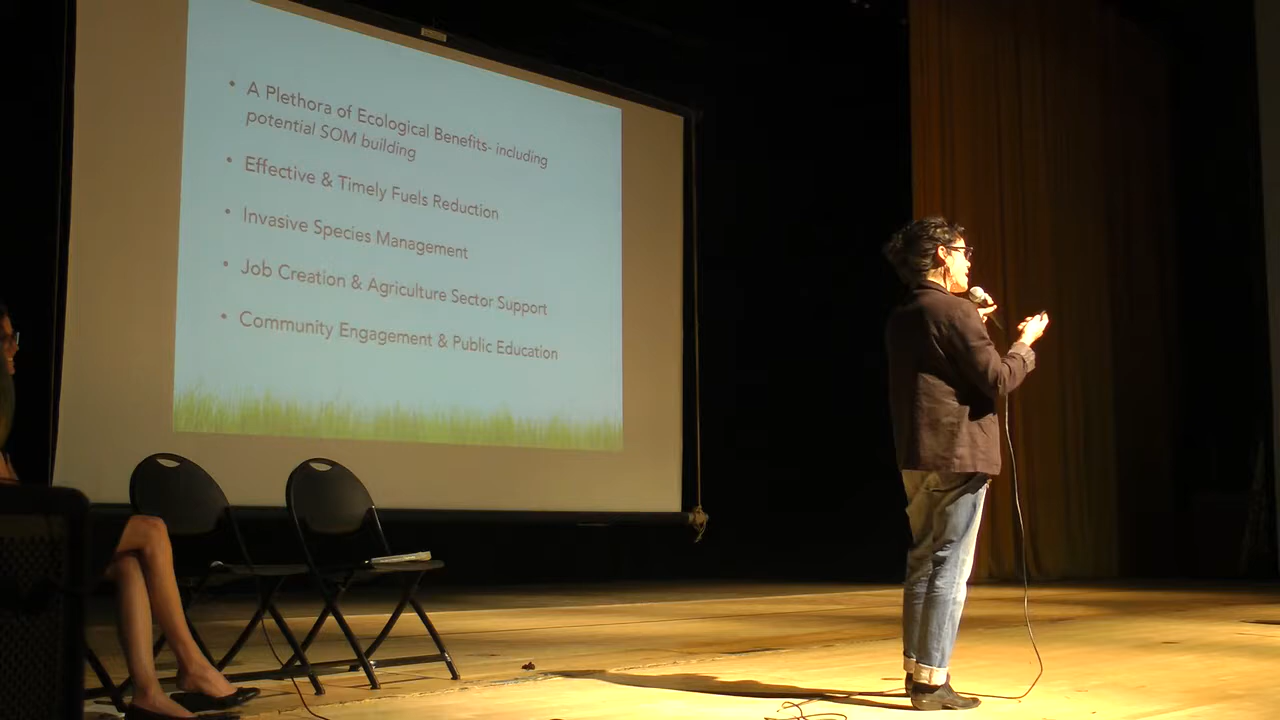 • A Plethora of Ecological Benefits- including
potential SOM building
• Effective & Timely Fuels Reduction
• Invasive Species Management
• Job Creation & Agriculture Sector Support
• Community Engagement & Public Education